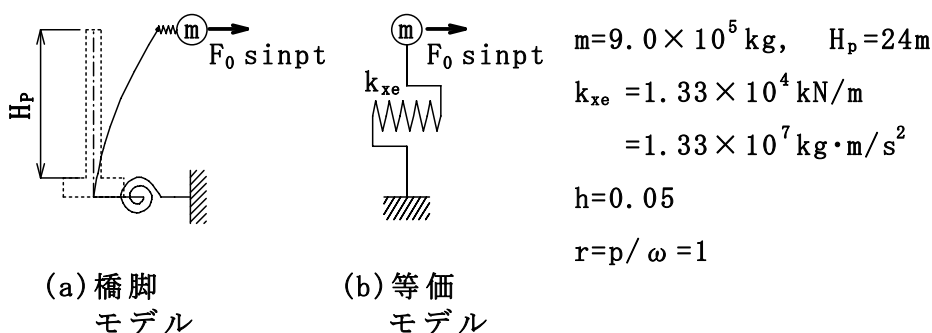 m
F₀ sinpt
H_P
(a)橋脚
モデル
m
F₀ sinpt
k_xe
(b)等価
モデル
m=9.0×10⁵kg, H_p=24m
k_xe =1.33×10⁴kN/m
=1.33×10⁷kg･m/s²
h=0.05
r=p/ω=1